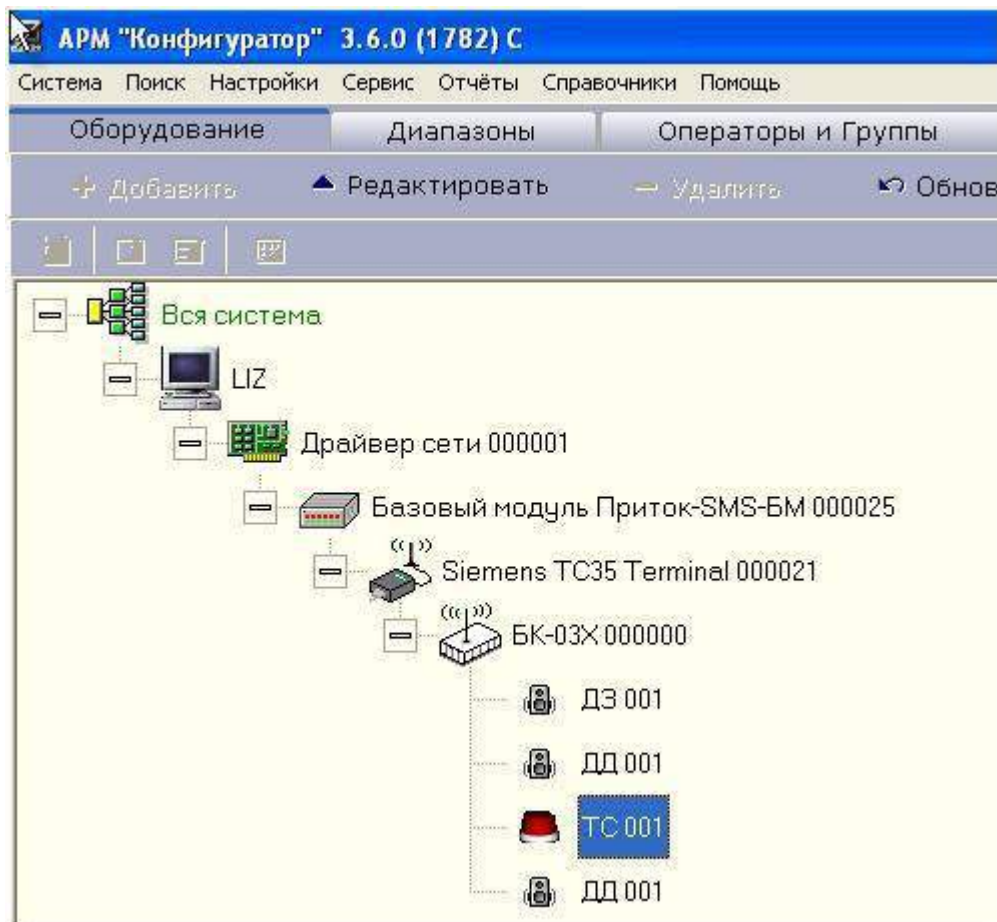 АРМ "Конфигуратор" 3.6.0 (1782) С
Система Поиск Настройки Сервис Отчёты Справочники Помощь
Оборудование Диапазоны Операторы и Группы
Добавить Редактировать Удалить Обнов
Вся система
LIZ
Драйвер сети 000001
Базовый модуль Приток-SMS-БМ 000025
Siemens TC35 Terminal 000021
БК-03Х 000000
ДЗ 001
ДД 001
ТС 001
ДД 001